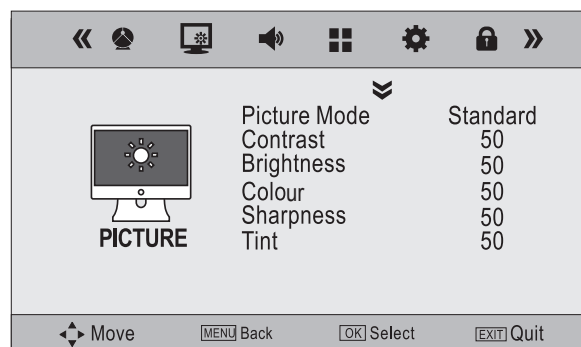 Picture Mode Standard
Contrast 50
Brightness 50
Colour 50
Sharpness 50
Tint 50
PICTURE
Move MENU Back OK Select EXIT Quit